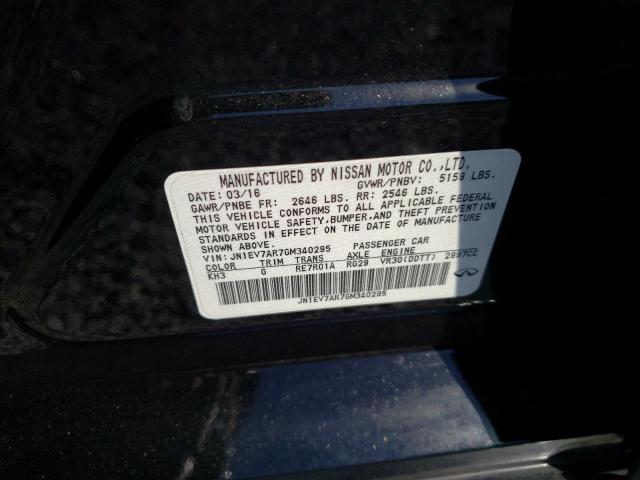 MANUFACTURED BY NISSAN MOTOR CO.,LTD.
DATE: 03/16 GVWR/PNBV: 5159 LBS.
GAWR/PNBE FR: 2646 LBS. RR: 2546 LBS.
THIS VEHICLE CONFORMS TO ALL APPLICABLE FEDERAL
MOTOR VEHICLE SAFETY,BUMPER,AND THEFT PREVENTION
STANDARDS IN EFFECT ON THE DATE OF MANUFACTURE
SHOWN ABOVE.
VIN: JN1EV7AR7GM340295 PASSENGER CAR
COLOR TRIM TRANS AXLE ENGINE
KH3 G RE7R01A RG29 VR30(DDTT) 2997CC
JN1EV7AR7GM340295